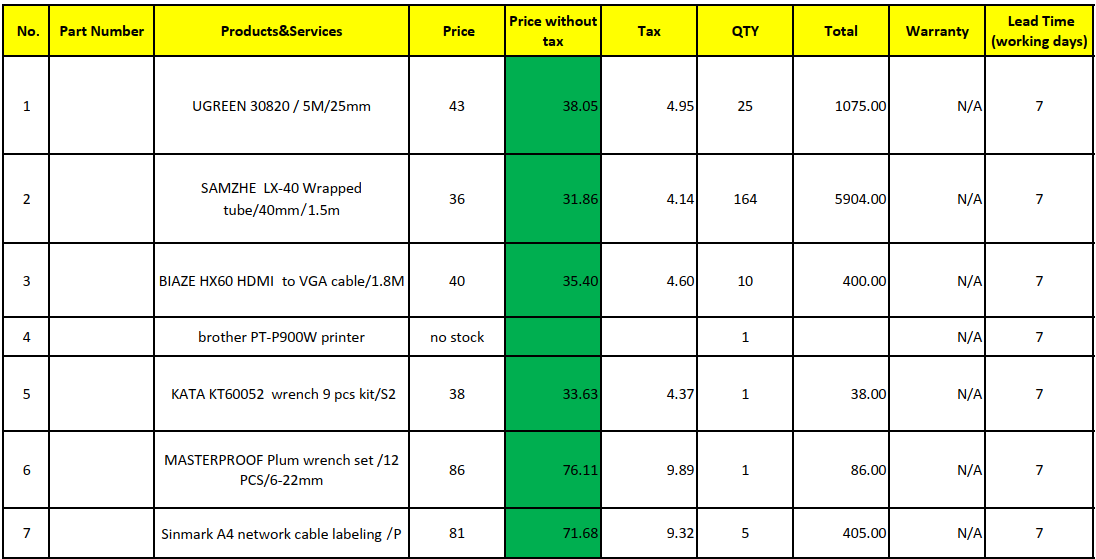 No. Part Number Products&Services Price Price without tax Tax QTY Total Warranty Lead Time (working days)
1 UGREEN 30820 / 5M/25mm 43 38.05 4.95 25 1075.00 N/A 7
2 SAMZHE  LX-40 Wrapped tube/40mm/1.5m 36 31.86 4.14 164 5904.00 N/A 7
3 BIAZE HX60 HDMI  to VGA cable/1.8M 40 35.40 4.60 10 400.00 N/A 7
4 brother PT-P900W printer no stock 1 N/A 7
5 KATA KT60052  wrench 9 pcs kit/S2 38 33.63 4.37 1 38.00 N/A 7
6 MASTERPROOF Plum wrench set /12 PCS/6-22mm 86 76.11 9.89 1 86.00 N/A 7
7 Sinmark A4 network cable labeling /P 81 71.68 9.32 5 405.00 N/A 7